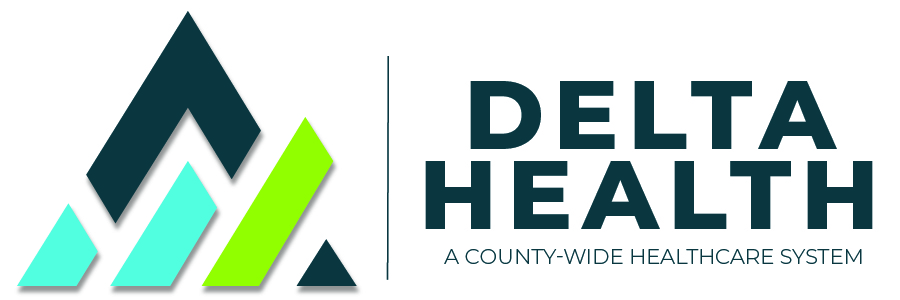 DELTA
HEALTH
A COUNTY-WIDE HEALTHCARE SYSTEM